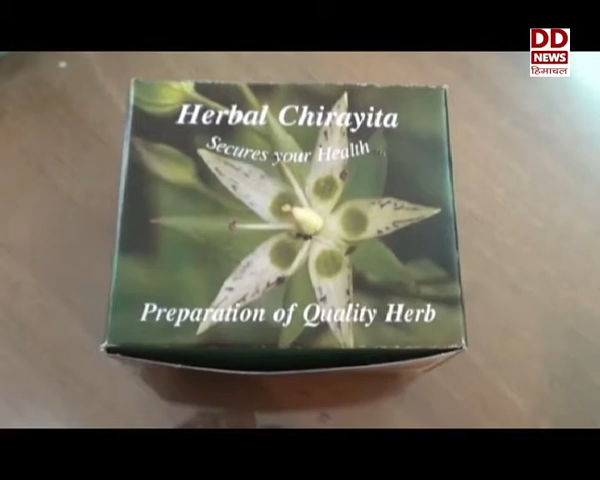 DD
NEWS
हिमाचल
Herbal Chirayita
Secures your Health...
Preparation of Quality Herb